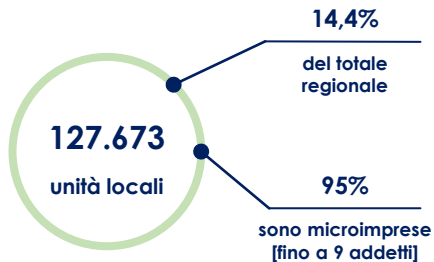 14,4%
del totale
regionale
127.673
unità locali
95%
sono microimprese
[fino a 9 addetti]